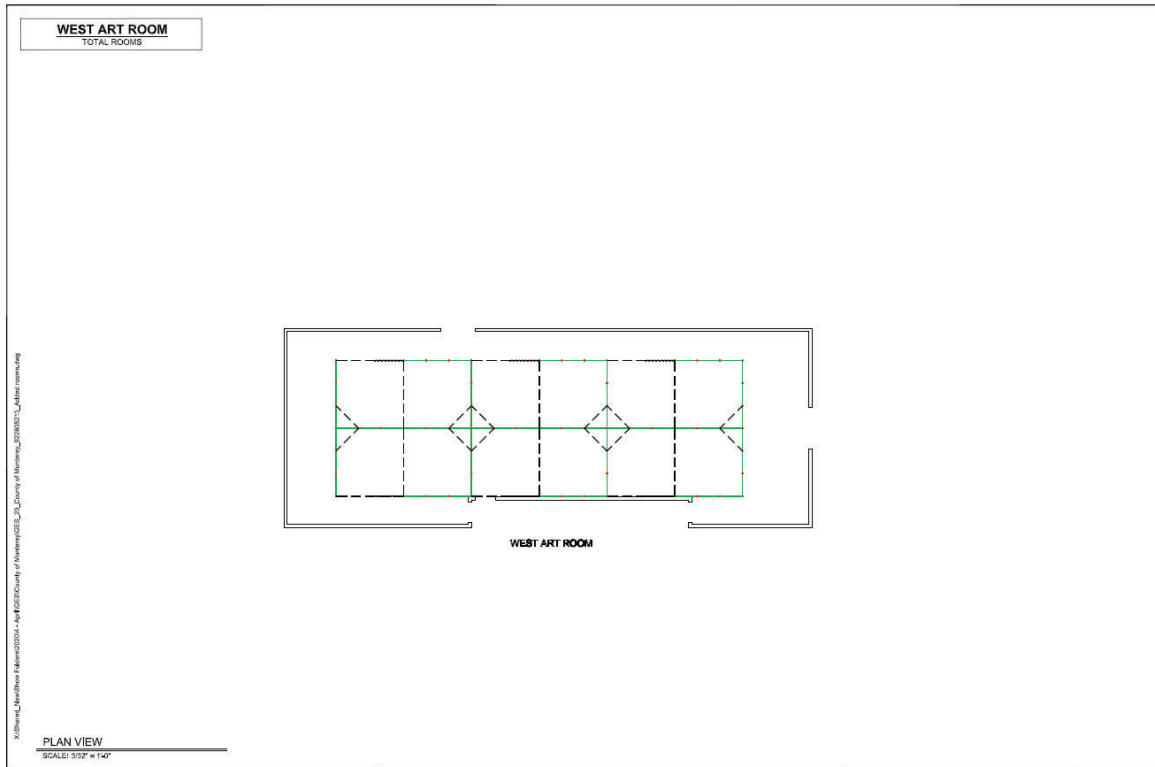 WEST ART ROOM
TOTAL ROOMS
WEST ART ROOM
PLAN VIEW
SCALE: 3/32" = 1'-0"